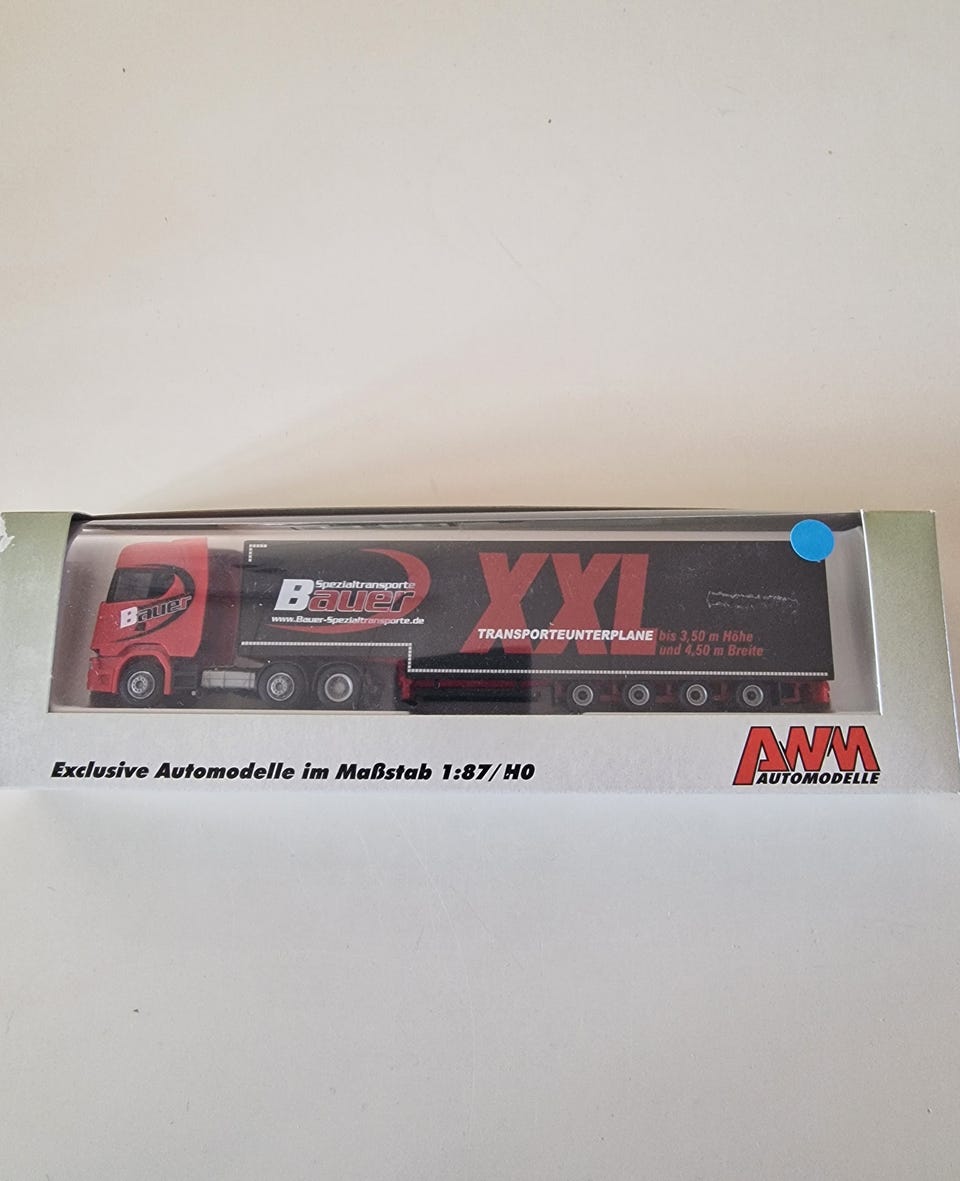 Bauer
Spezialtransporte
Bauer
www.Bauer-Spezialtransporte.de
XXL
TRANSPORTEUNTERPLANE bis 3,50 m Höhe
und 4,50 m Breite
Exclusive Automodelle im Maßstab 1:87/H0
AWM
AUTOMODELLE